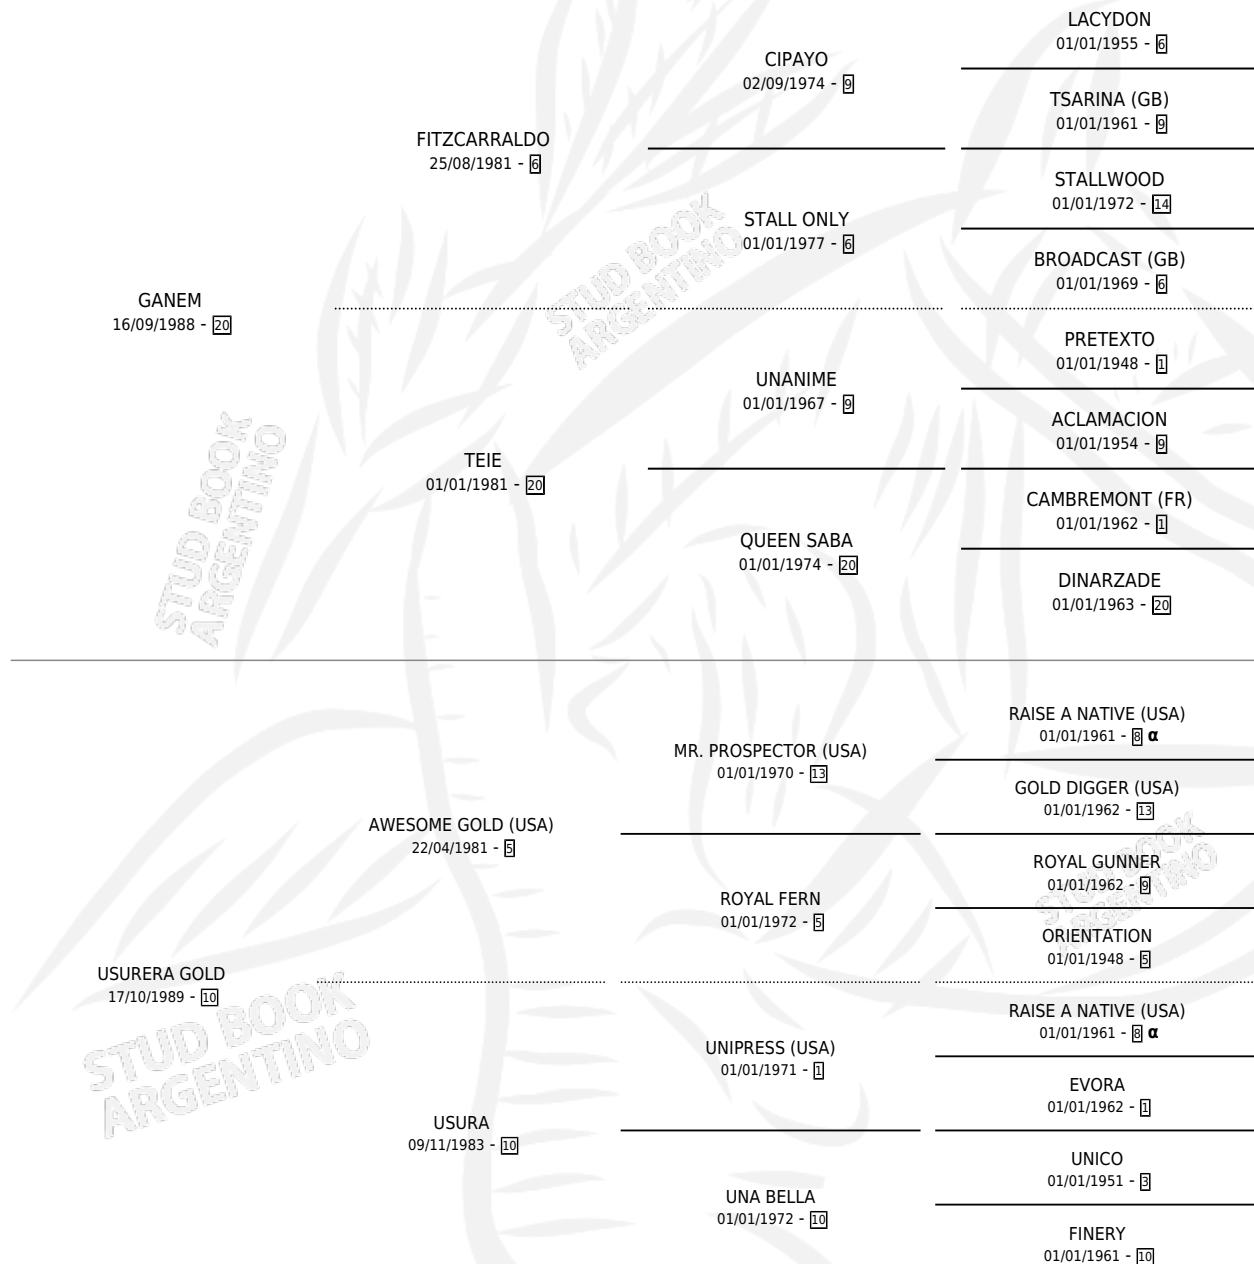 LACYDON
01/01/1955 - 6
CIPAYO
02/09/1974 - 9
TSARINA (GB)
01/01/1961 - 9
FITZCARRALDO
25/08/1981 - 6
STALLWOOD
01/01/1972 - 14
STALL ONLY
01/01/1977 - 6
BROADCAST (GB)
01/01/1969 - 6
GANEM
16/09/1988 - 20
PRETEXTO
01/01/1948 - 1
UNANIME
01/01/1967 - 9
ACLAMACION
01/01/1954 - 9
TEIE
01/01/1981 - 20
CAMBREMONT (FR)
01/01/1962 - 1
QUEEN SABA
01/01/1974 - 20
DINARZADE
01/01/1963 - 20
STUD BOOK
ARGENTINO
STUD BOOK
ARGENTINO
RAISE A NATIVE (USA)
01/01/1961 - 8 α
MR. PROSPECTOR (USA)
01/01/1970 - 13
GOLD DIGGER (USA)
01/01/1962 - 13
AWESOME GOLD (USA)
22/04/1981 - 5
ROYAL GUNNER
01/01/1962 - 9
ROYAL FERN
01/01/1972 - 5
ORIENTATION
01/01/1948 - 5
USURERA GOLD
17/10/1989 - 10
RAISE A NATIVE (USA)
01/01/1961 - 8 α
UNIPRESS (USA)
01/01/1971 - 1
EVORA
01/01/1962 - 1
USURA
09/11/1983 - 10
UNICO
01/01/1951 - 3
UNA BELLA
01/01/1972 - 10
FINERY
01/01/1961 - 10
STUD BOOK
ARGENTINO
STUD BOOK
ARGENTINO